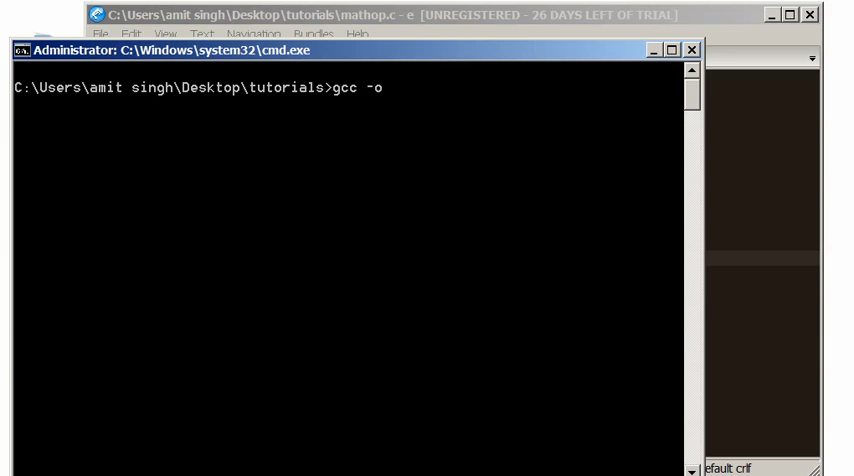 C:\Users\amit singh\Desktop\tutorials\mathop.c - e [UNREGISTERED - 26 DAYS LEFT OF TRIAL]
File Edit View Text Navigation Bundles Help
Administrator: C:\Windows\system32\cmd.exe
C:\Users\amit singh\Desktop\tutorials>gcc -o
efault crlf